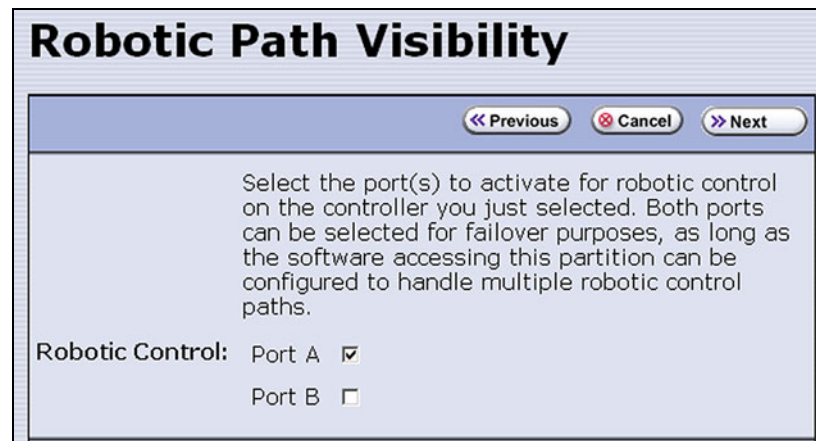 Robotic Path Visibility
Previous Cancel Next
Select the port(s) to activate for robotic control
on the controller you just selected. Both ports
can be selected for failover purposes, as long as
the software accessing this partition can be
configured to handle multiple robotic control
paths.
Robotic Control: Port A
Port B